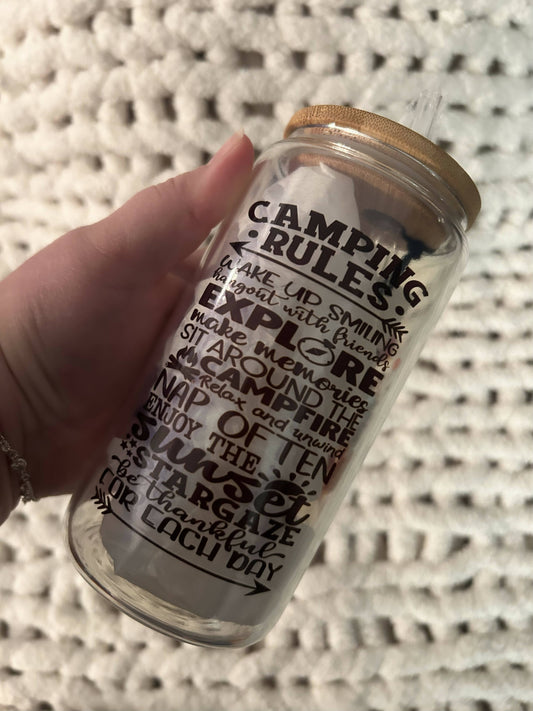 CAMPING
• RULES •
WAKE UP SMILING
hangout with friends
EXPLORE
make memories
SIT AROUND THE
CAMPFIRE
Relax and unwind
NAP OFTEN
ENJOY THE
sunset
STARGAZE
be thankful
FOR EACH DAY